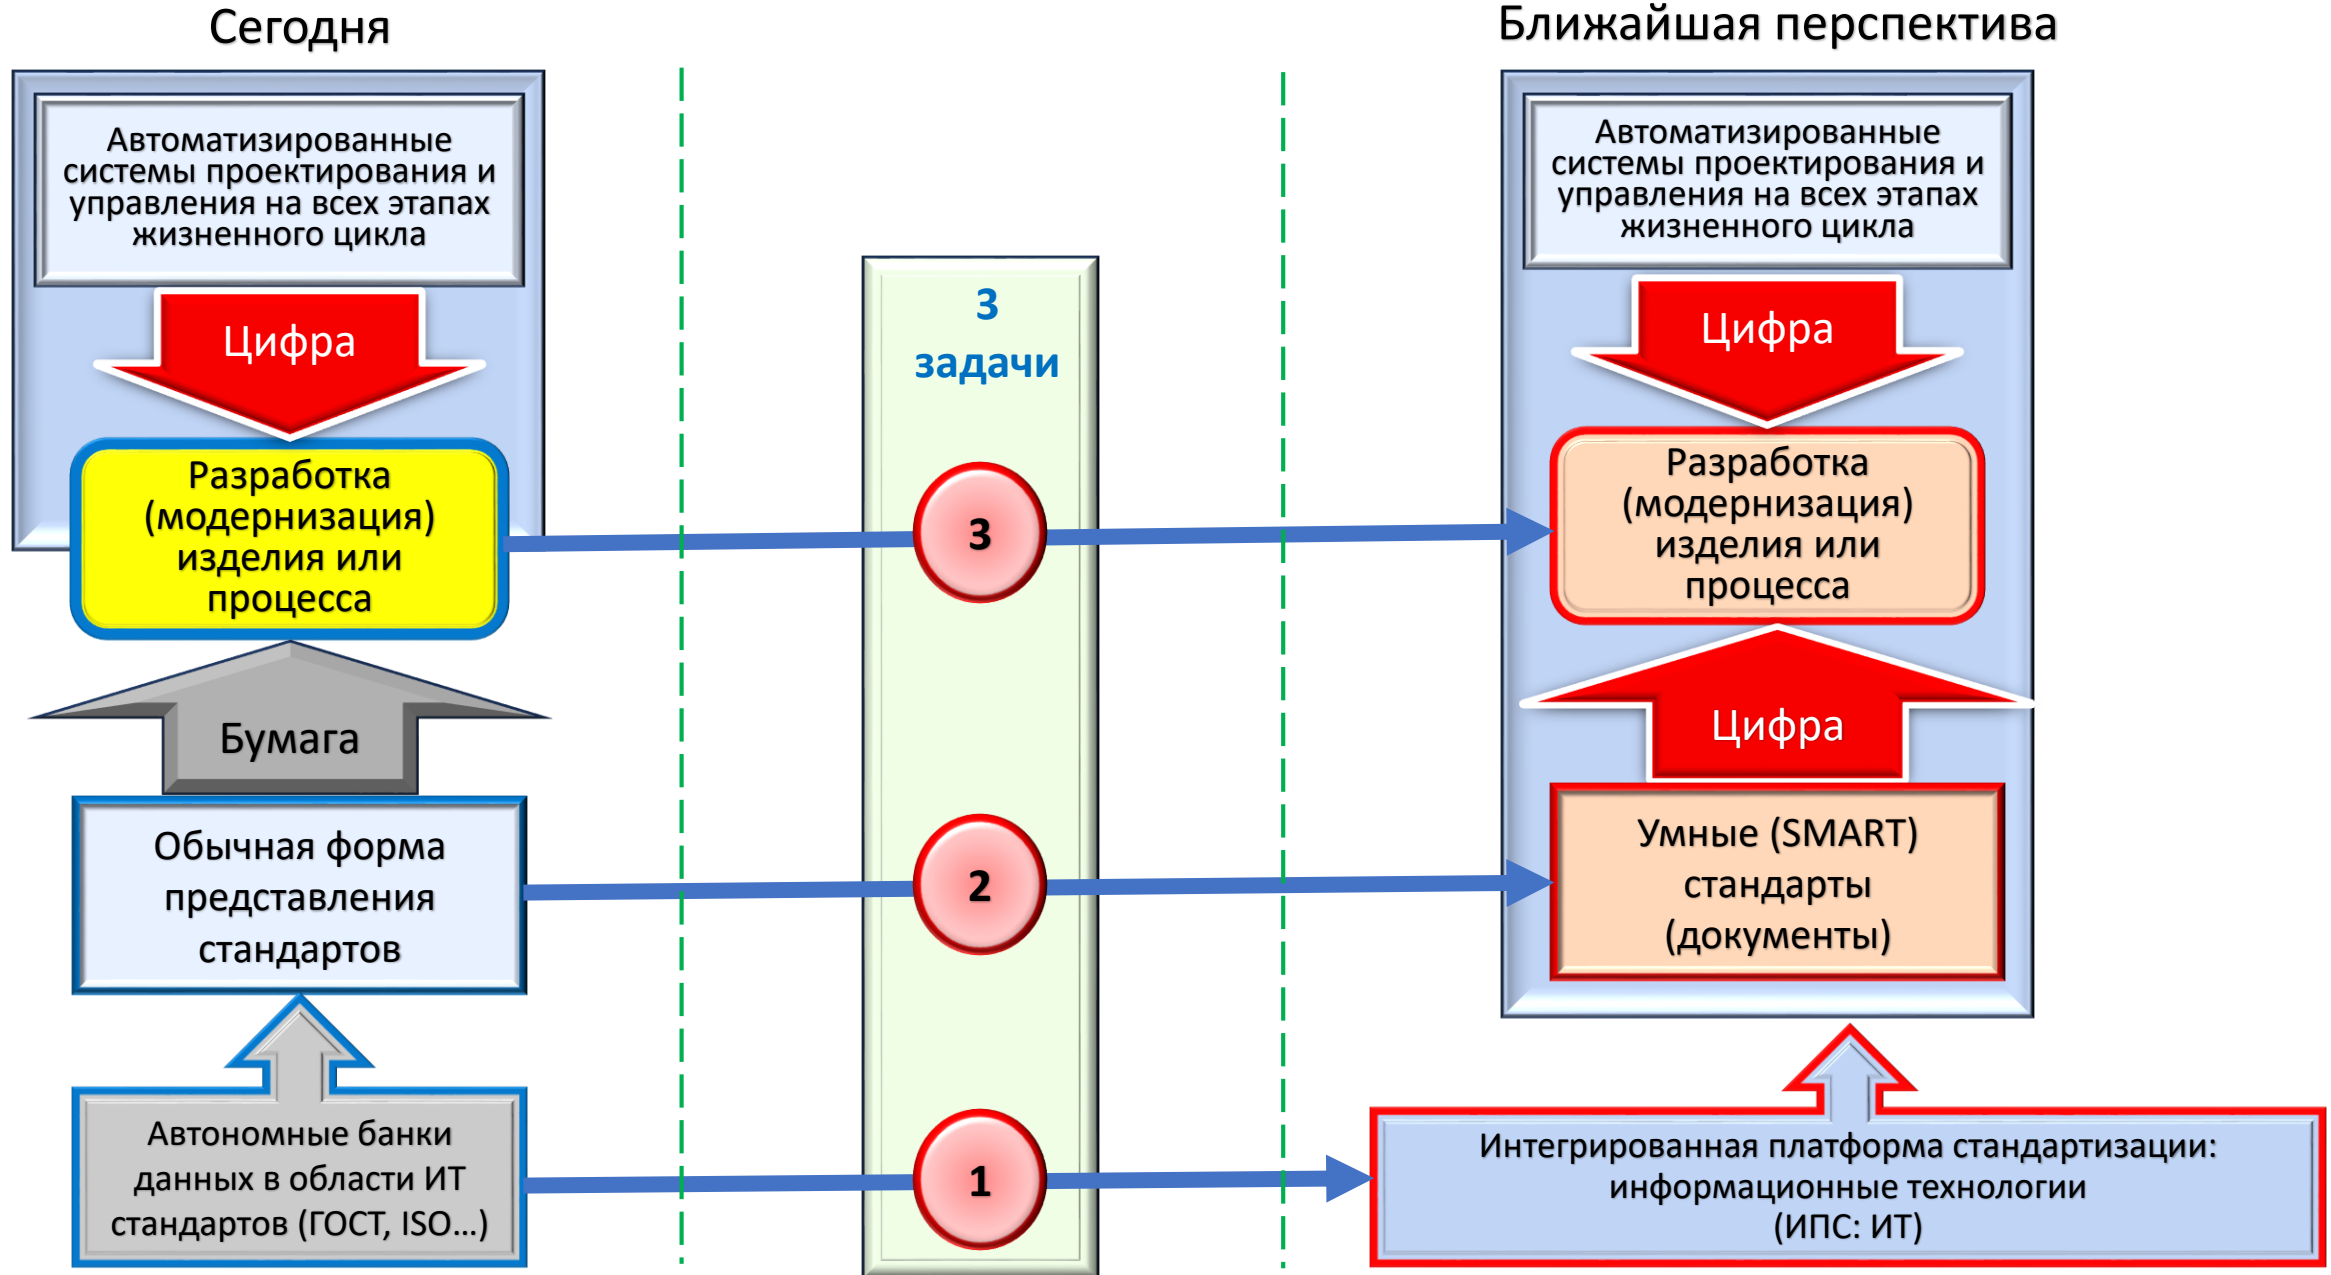 Сегодня
Автоматизированные
системы проектирования и
управления на всех этапах
жизненного цикла
Цифра
Разработка
(модернизация)
изделия или
процесса
Бумага
Обычная форма
представления
стандартов
Автономные банки
данных в области ИТ
стандартов (ГОСТ, ISO...)
3
задачи
3
2
1
Ближайшая перспектива
Автоматизированные
системы проектирования и
управления на всех этапах
жизненного цикла
Цифра
Разработка
(модернизация)
изделия или
процесса
Цифра
Умные (SMART)
стандарты
(документы)
Интегрированная платформа стандартизации:
информационные технологии
(ИПС: ИТ)